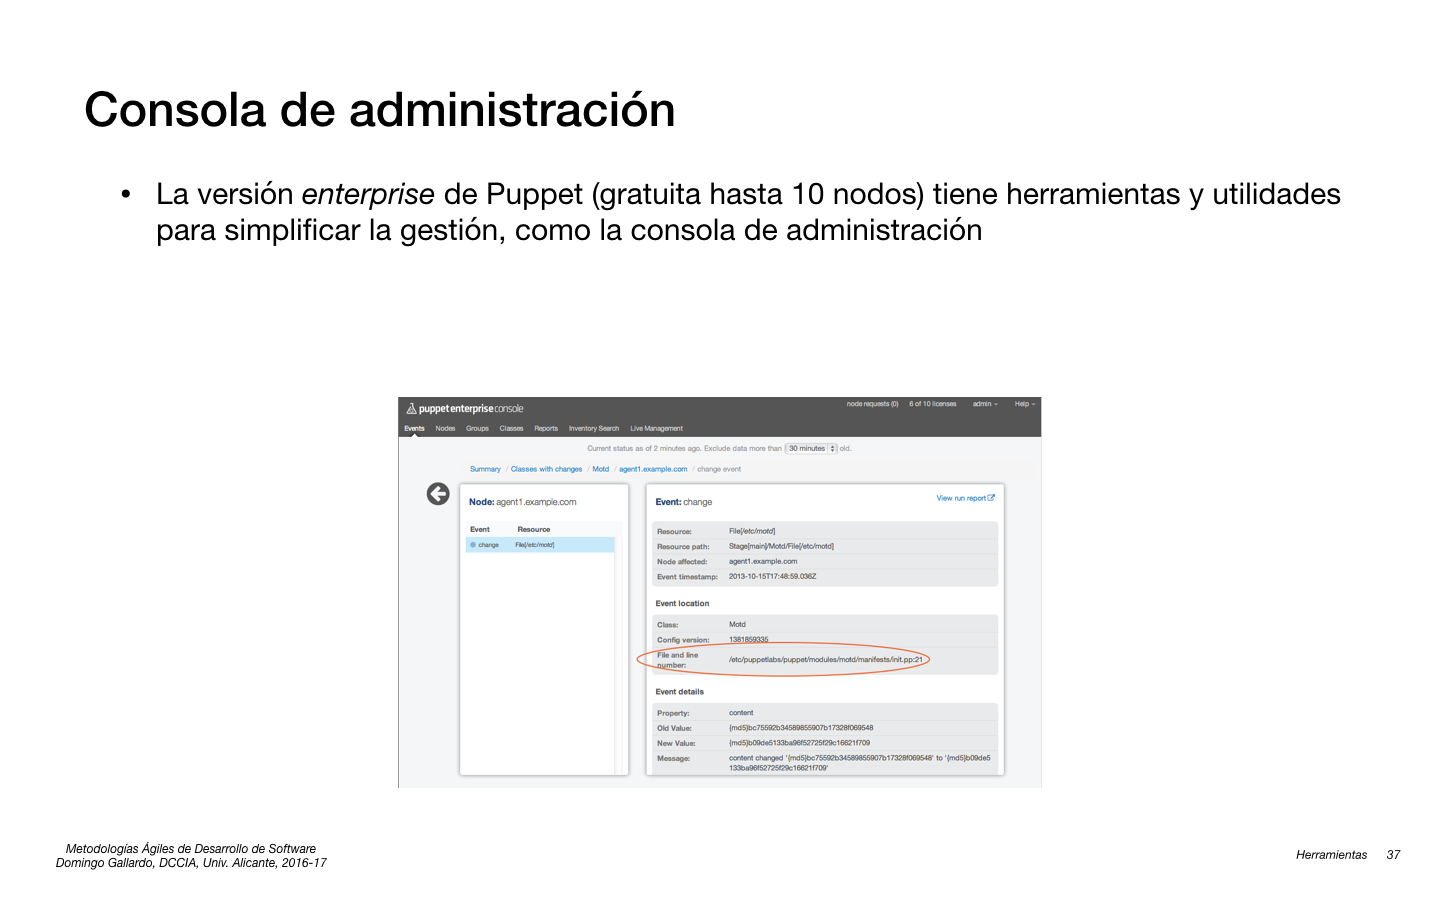 Consola de administración
• La versión enterprise de Puppet (gratuita hasta 10 nodos) tiene herramientas y utilidades
para simplificar la gestión, como la consola de administración
puppet enterprise console
node requests (0) 6 of 10 licenses admin Help
Events Nodes Groups Classes Reports Inventory Search Live Management
Current status as of 2 minutes ago. Exclude data more than 30 minutes old.
Summary / Classes with changes / Motd / agent1.example.com / change event
Node: agent1.example.com
Event Resource
change File[/etc/motd]
Event: change
View run report
Resource: File[/etc/motd]
Resource path: Stage[main]/Motd/File[/etc/motd]
Node affected: agent1.example.com
Event timestamp: 2013-10-15T17:48:59.036Z
Event location
Class: Motd
Config version: 1381859335
File and line
number: /etc/puppetlabs/puppet/modules/motd/manifests/init.pp:21
Event details
Property: content
Old Value: {md5}bc75592b34589855907b17328f069548
New Value: {md5}b09de5133ba96f52725f29c16621f709
Message: content changed '{md5}bc75592b34589855907b17328f069548' to '{md5}b09de5
133ba96f52725f29c16621f709'
Metodologías Ágiles de Desarrollo de Software
Domingo Gallardo, DCCIA, Univ. Alicante, 2016-17
Herramientas 37